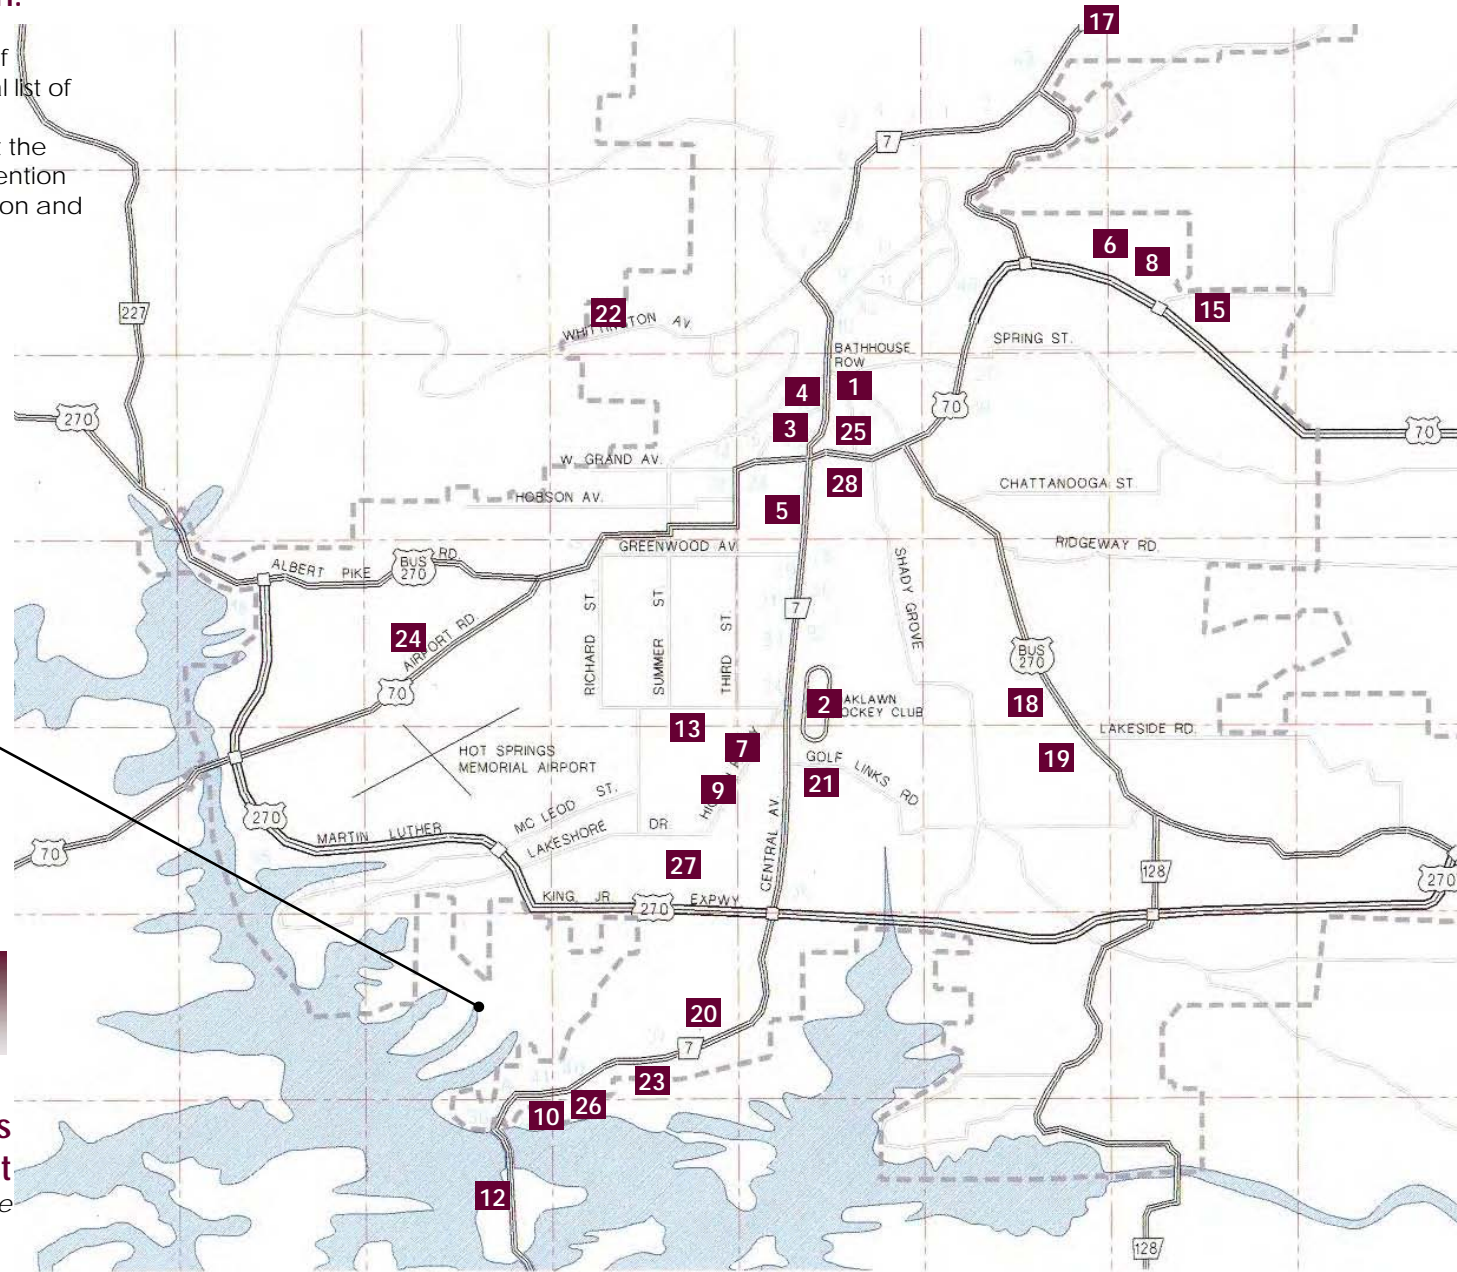 17
f
al list of
t the
ention
on and
7
6
8
15
22
227
WHITTINGTON AV.
BATHHOUSE
ROW
SPRING ST.
4
1
270
70
70
3
25
W. GRAND AV.
28
CHATTANOOGA ST.
HOBSON AV.
5
GREENWOOD AV.
RIDGEWAY RD.
ALBERT PIKE
BUS
270
RD.
SHADY GROVE
RICHARD ST.
SUMMER ST.
THIRD ST.
7
24
AIRPORT RD.
BUS
270
70
2
OAKLAWN
JOCKEY CLUB
18
13
LAKESIDE RD.
7
HOT SPRINGS
MEMORIAL AIRPORT
19
GOLF LINKS RD
21
9
270
MC LEOD ST.
LAKESHORE DR
MARTIN LUTHER
CENTRAL AV.
70
27
128
270
KING, JR. EXPWY.
270
20
7
23
26
10
s
t
e
12
128